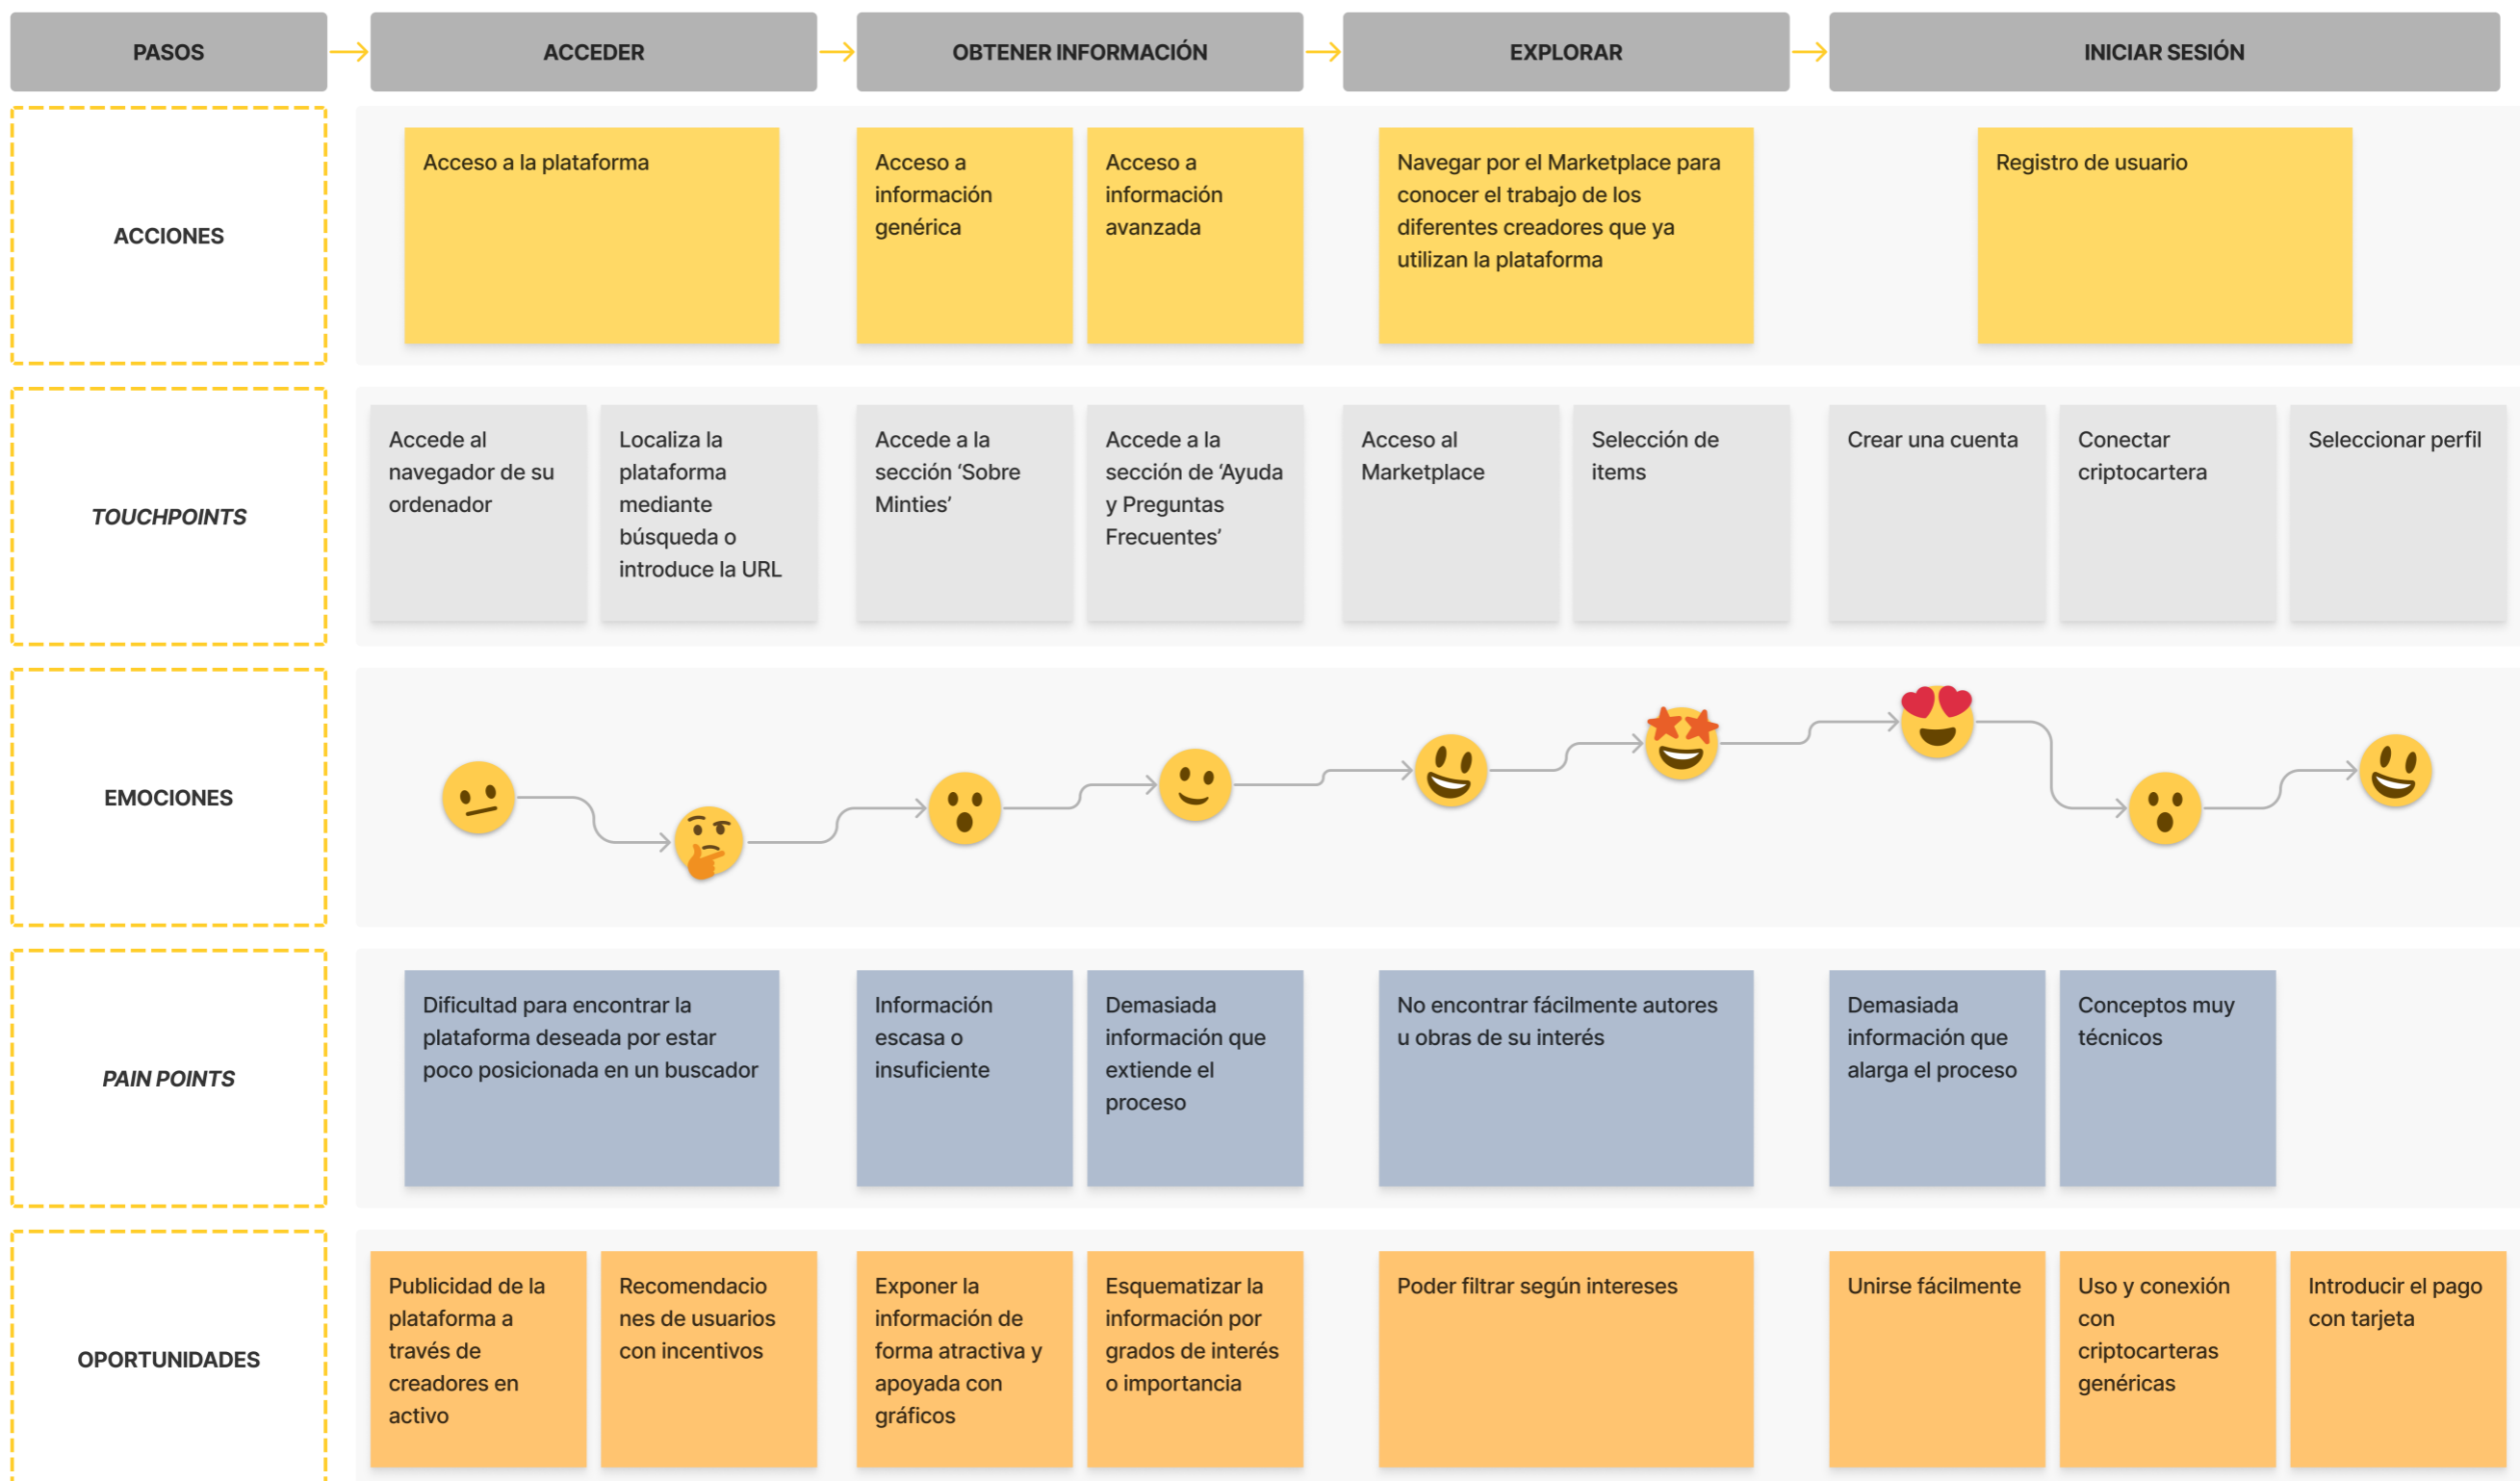 PASOS
ACCEDER
OBTENER INFORMACIÓN
EXPLORAR
INICIAR SESIÓN
ACCIONES
Acceso a la plataforma
Acceso a
información
genérica
Acceso a
información
avanzada
Navegar por el Marketplace para
conocer el trabajo de los
diferentes creadores que ya
utilizan la plataforma
Registro de usuario
TOUCHPOINTS
Accede al
navegador de su
ordenador
Localiza la
plataforma
mediante
búsqueda o
introduce la URL
Accede a la
sección ‘Sobre
Minties’
Accede a la
sección de ‘Ayuda
y Preguntas
Frecuentes’
Acceso al
Marketplace
Selección de
items
Crear una cuenta
Conectar
criptocartera
Seleccionar perfil
EMOCIONES
PAIN POINTS
Dificultad para encontrar la
plataforma deseada por estar
poco posicionada en un buscador
Información
escasa o
insuficiente
Demasiada
información que
extiende el
proceso
No encontrar fácilmente autores
u obras de su interés
Demasiada
información que
alarga el proceso
Conceptos muy
técnicos
OPORTUNIDADES
Publicidad de la
plataforma a
través de
creadores en
activo
Recomendacio
nes de usuarios
con incentivos
Exponer la
información de
forma atractiva y
apoyada con
gráficos
Esquematizar la
información por
grados de interés
o importancia
Poder filtrar según intereses
Unirse fácilmente
Uso y conexión
con
criptocarteras
genéricas
Introducir el pago
con tarjeta